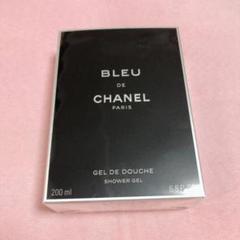 BLEU
DE
CHANEL
PARIS
GEL DE DOUCHE
SHOWER GEL
200 ml